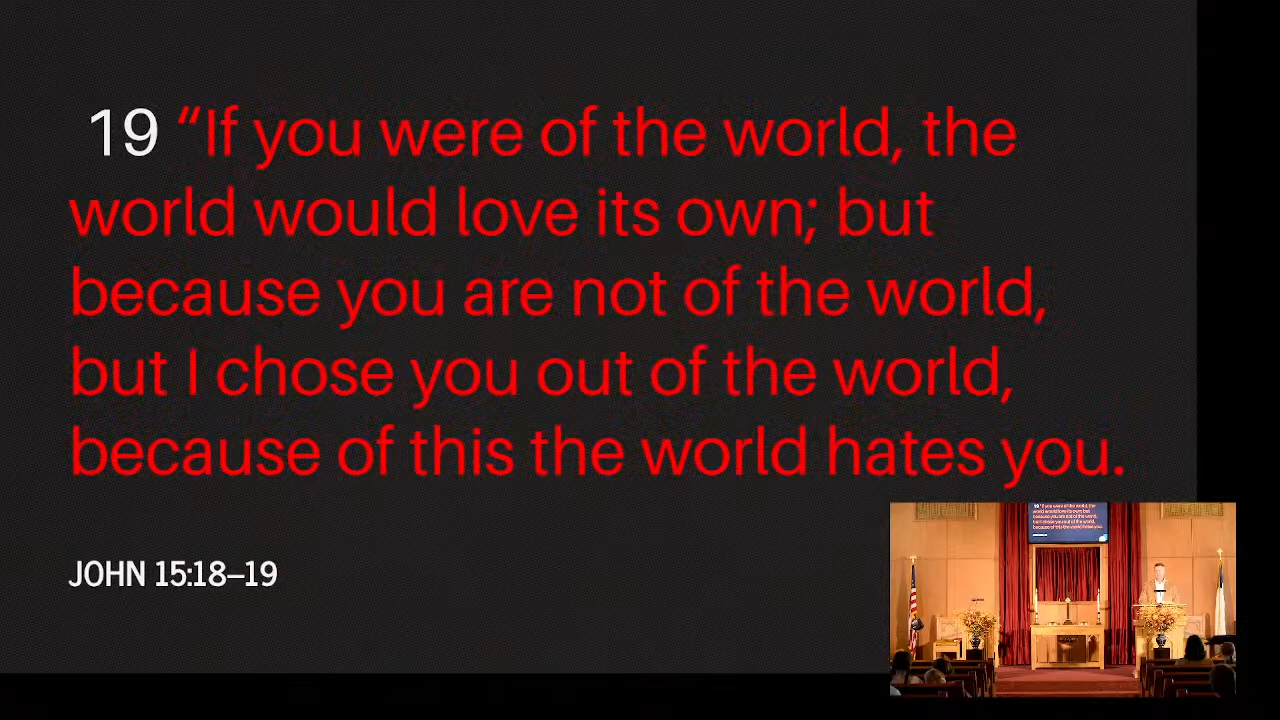 19 “If you were of the world, the
world would love its own; but
because you are not of the world,
but I chose you out of the world,
because of this the world hates you.
JOHN 15:18–19